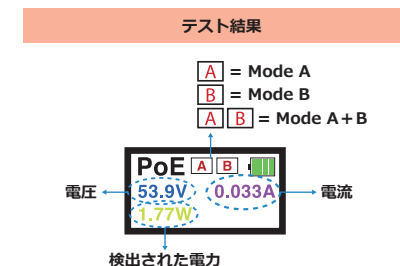 テスト結果
A = Mode A
B = Mode B
A B = Mode A+B
PoE A B
電圧 53.9V 0.033A 電流
1.77W
検出された電力